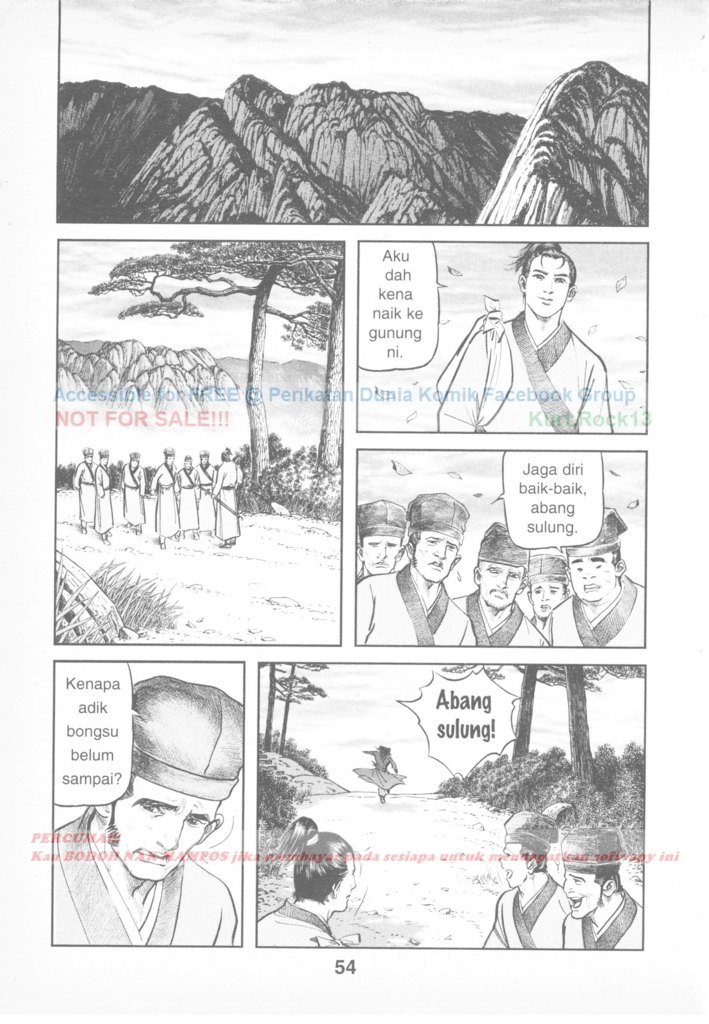 Aku
dah
kena
naik ke
gunung
ni.
Accessible for FREE @ Perikatan Dunia Komik Facebook Group
NOT FOR SALE!!!
Kurt Rock13
Jaga diri
baik-baik,
abang
sulung.
Kenapa
adik
bongsu
belum
sampai?
Abang
sulung!
PERCUMA!!
Kau BODOH NAK MAMPOS jika membayar pada sesiapa untuk mendapatkan softcopy ini
54